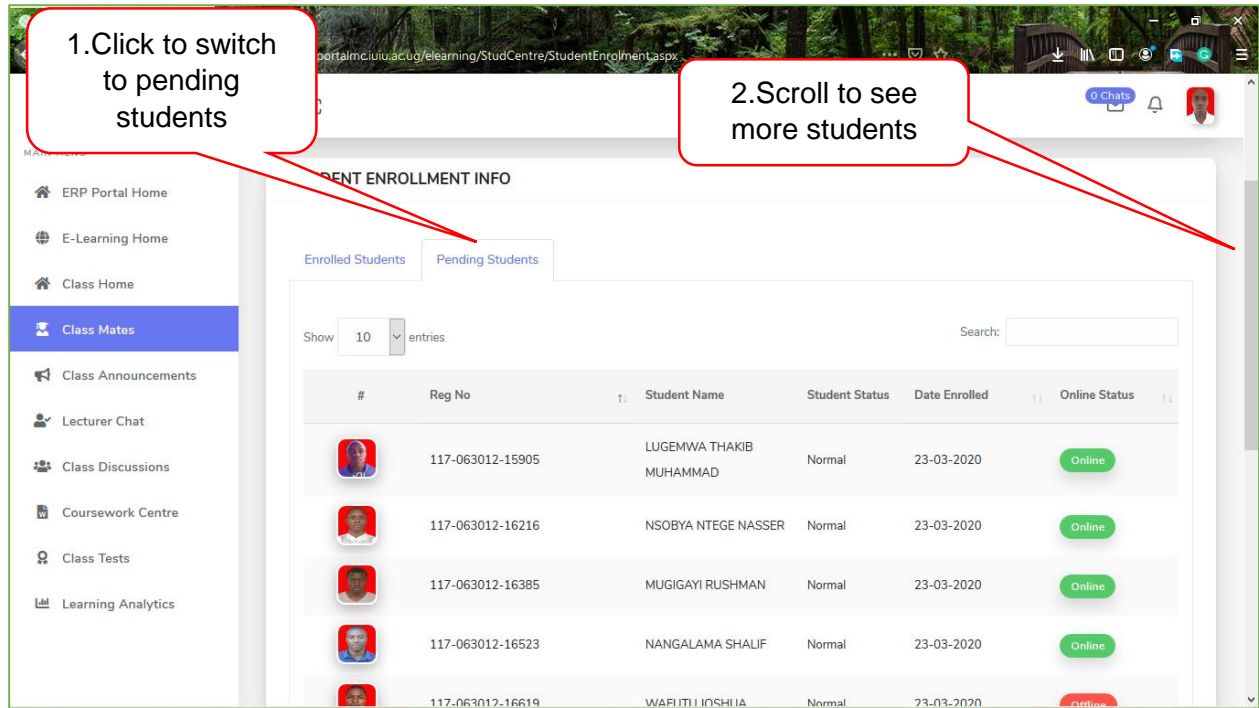 1.Click to switch
to pending
students
portalmc.iuiu.ac.ug/elearning/StudCentre/StudentEnrolment.aspx
2.Scroll to see
more students
0 Chats
MAIN MENU
ERP Portal Home
E-Learning Home
Class Home
Class Mates
Class Announcements
Lecturer Chat
Class Discussions
Coursework Centre
Class Tests
Learning Analytics
DENT ENROLLMENT INFO
Enrolled Students Pending Students
Show 10 entries Search:
# Reg No Student Name Student Status Date Enrolled Online Status
117-063012-15905 LUGEMWA THAKIB MUHAMMAD Normal 23-03-2020 Online
117-063012-16216 NSOBYA NTEGE NASSER Normal 23-03-2020 Online
117-063012-16385 MUGIGAYI RUSHMAN Normal 23-03-2020 Online
117-063012-16523 NANGALAMA SHALIF Normal 23-03-2020 Online
117-063012-16619 WAFUTU JOSHUA Normal 23-03-2020 Offline